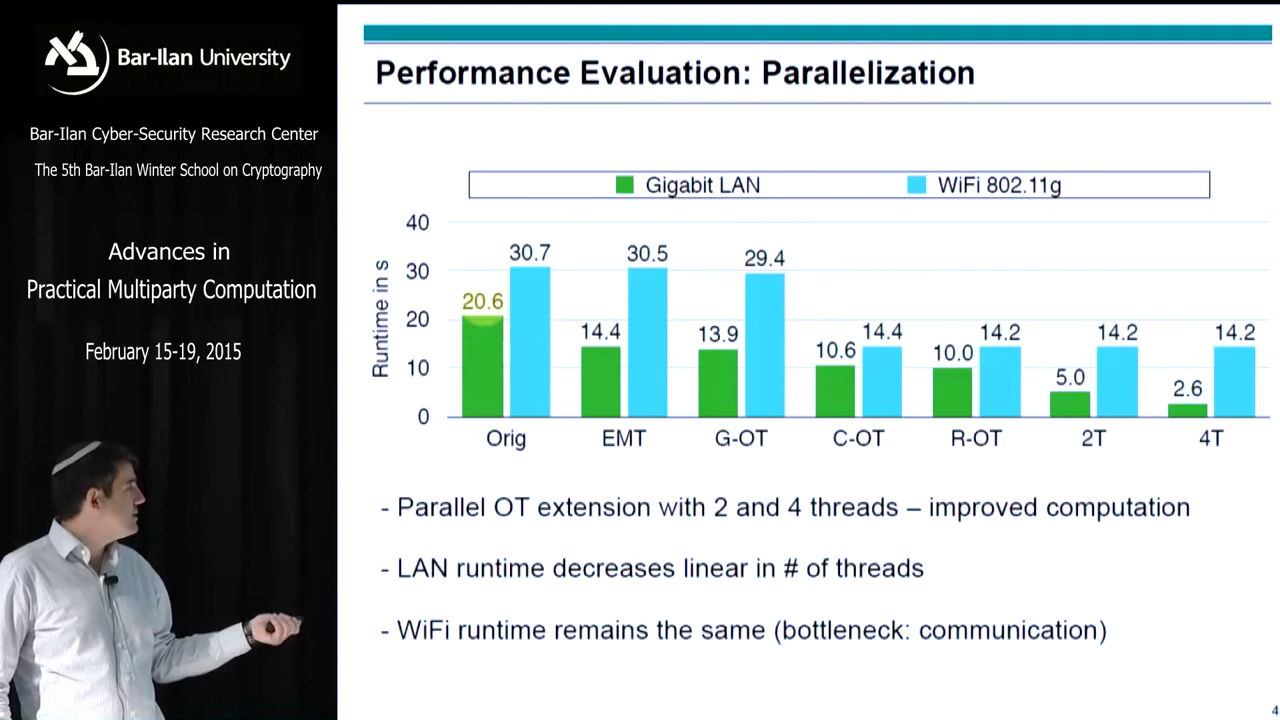 Bar-Ilan University
Bar-Ilan Cyber-Security Research Center
The 5th Bar-Ilan Winter School on Cryptography
Advances in
Practical Multiparty Computation
February 15-19, 2015
Performance Evaluation: Parallelization
Gigabit LAN
WiFi 802.11g
Runtime in s
40
30
20
10
0
20.6
30.7
14.4
30.5
13.9
29.4
10.6
14.4
10.0
14.2
5.0
14.2
2.6
14.2
Orig
EMT
G-OT
C-OT
R-OT
2T
4T
- Parallel OT extension with 2 and 4 threads – improved computation
- LAN runtime decreases linear in # of threads
- WiFi runtime remains the same (bottleneck: communication)
4